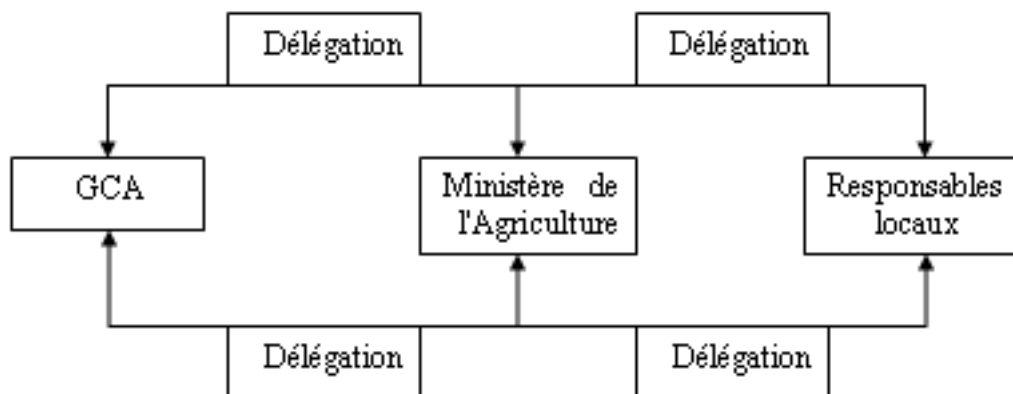 Délégation
Délégation
GCA
Ministère de
l'Agriculture
Responsables
locaux
Délégation
Délégation